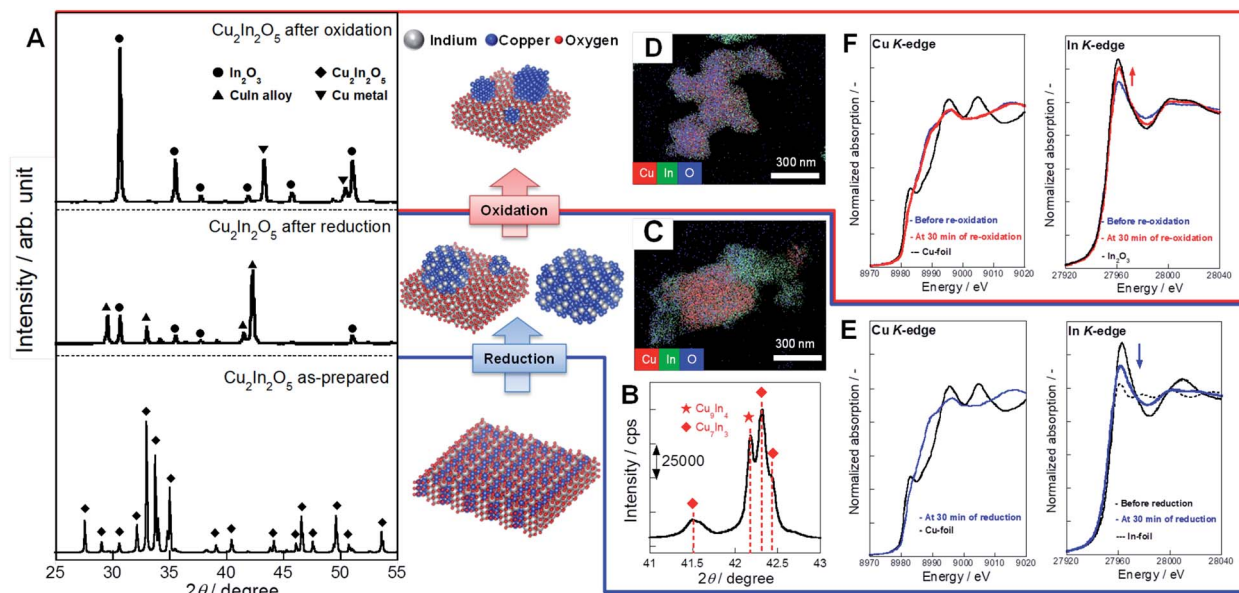 A
Cu2In2O5 after oxidation
● In2O3
◆ Cu2In2O5
▲ CuIn alloy
▼ Cu metal
Cu2In2O5 after reduction
Cu2In2O5 as-prepared
Intensity / arb. unit
25 30 35 40 45 50 55
2θ / degree
Indium Copper Oxygen
Oxidation
Reduction
D
Cu In O
300 nm
C
Cu In O
300 nm
B
★ Cu9In4
◆ Cu7In3
25000
Intensity / cps
41 41.5 42 42.5 43
2θ / degree
F
Cu K-edge
Normalized absorption / -
- Before re-oxidation
- At 30 min of re-oxidation
--- Cu-foil
8970 8980 8990 9000 9010 9020
Energy / eV
In K-edge
Normalized absorption / -
- Before re-oxidation
- At 30 min of re-oxidation
- In2O3
27920 27960 28000 28040
Energy / eV
E
Cu K-edge
Normalized absorption / -
- At 30 min of reduction
- Cu-foil
8970 8980 8990 9000 9010 9020
Energy / eV
In K-edge
Normalized absorption / -
- Before reduction
- At 30 min of reduction
--- In-foil
27920 27960 28000 28040
Energy / eV